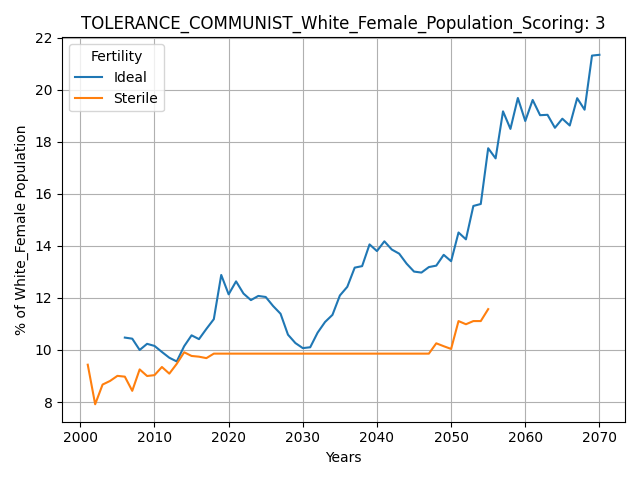 TOLERANCE_COMMUNIST_White_Female_Population_Scoring: 3
Fertility
Ideal
Sterile
% of White_Female Population
22
20
18
16
14
12
10
8
2000 2010 2020 2030 2040 2050 2060 2070
Years